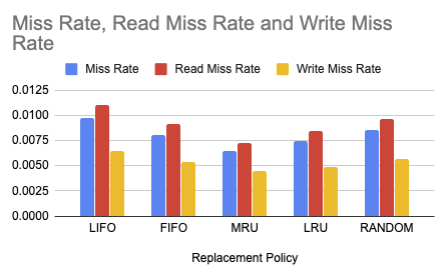 Miss Rate, Read Miss Rate and Write Miss
Rate
Miss Rate Read Miss Rate Write Miss Rate
0.0125
0.0100
0.0075
0.0050
0.0025
0.0000
LIFO FIFO MRU LRU RANDOM
Replacement Policy